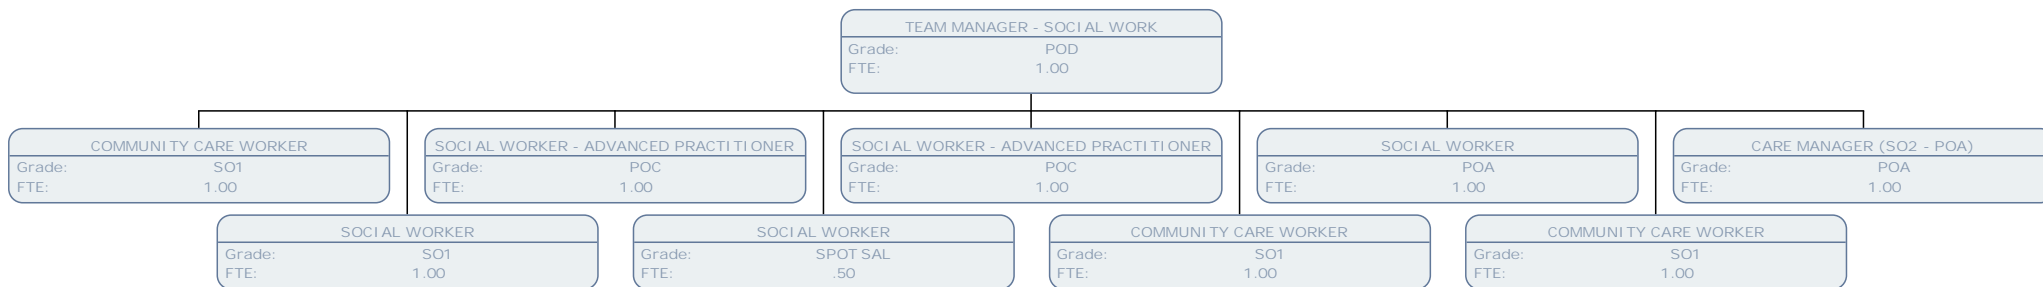 TEAM MANAGER - SOCIAL WORK
Grade: POD
FTE: 1.00
COMMUNITY CARE WORKER
Grade: SO1
FTE: 1.00
SOCIAL WORKER - ADVANCED PRACTITIONER
Grade: POC
FTE: 1.00
SOCIAL WORKER - ADVANCED PRACTITIONER
Grade: POC
FTE: 1.00
SOCIAL WORKER
Grade: POA
FTE: 1.00
CARE MANAGER (SO2 - POA)
Grade: POA
FTE: 1.00
SOCIAL WORKER
Grade: SO1
FTE: 1.00
SOCIAL WORKER
Grade: SPOT SAL
FTE: .50
COMMUNITY CARE WORKER
Grade: SO1
FTE: 1.00
COMMUNITY CARE WORKER
Grade: SO1
FTE: 1.00